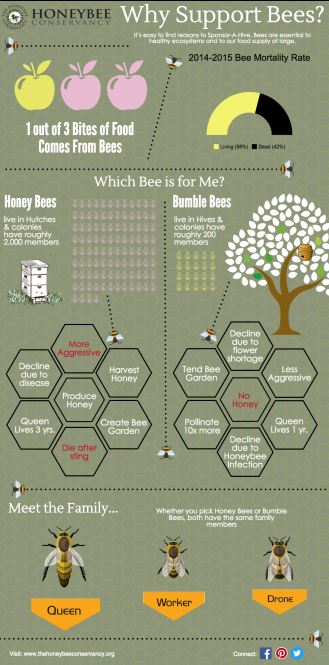 HONEYBEE
CONSERVANCY
Why Support Bees?
It's easy to find reasons to Sponsor-A-Hive. Bees are essential to
healthy ecosystems and to our food supply at large.
2014-2015 Bee Mortality Rate
Living (58%)
Dead (42%)
1 out of 3 Bites of Food
Comes From Bees
Which Bee is for Me?
Honey Bees
live in Hutches
& colonies
have roughly
2,000 members
Bumble Bees
live in Hives &
colonies have
roughly 200
members
More
Aggressive
Decline
due to
disease
Harvest
Honey
Produce
Honey
Queen
Lives 3 yrs.
Create Bee
Garden
Die after
sting
Decline
due to
flower
shortage
Tend Bee
Garden
Less
Aggressive
No
Honey
Pollinate
10x more
Queen
Lives 1 yr.
Decline
due to
Honeybee
Infection
Meet the Family...
Whether you pick Honey Bees or Bumble
Bees, both have the same family
members
Queen
Worker
Drone
Visit: www.thehoneybeeconservancy.org
Connect: